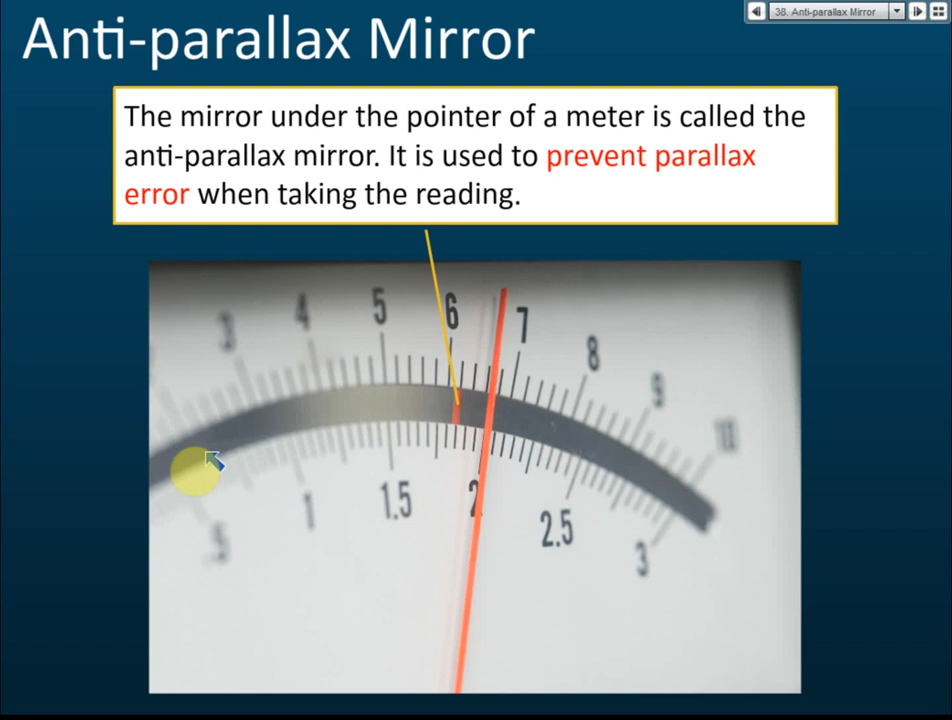 38. Anti-parallax Mirror
Anti-parallax Mirror
The mirror under the pointer of a meter is called the
anti-parallax mirror. It is used to prevent parallax
error when taking the reading.
3 4 5 6 7 8 9 10
.5 1 1.5 2 2.5 3